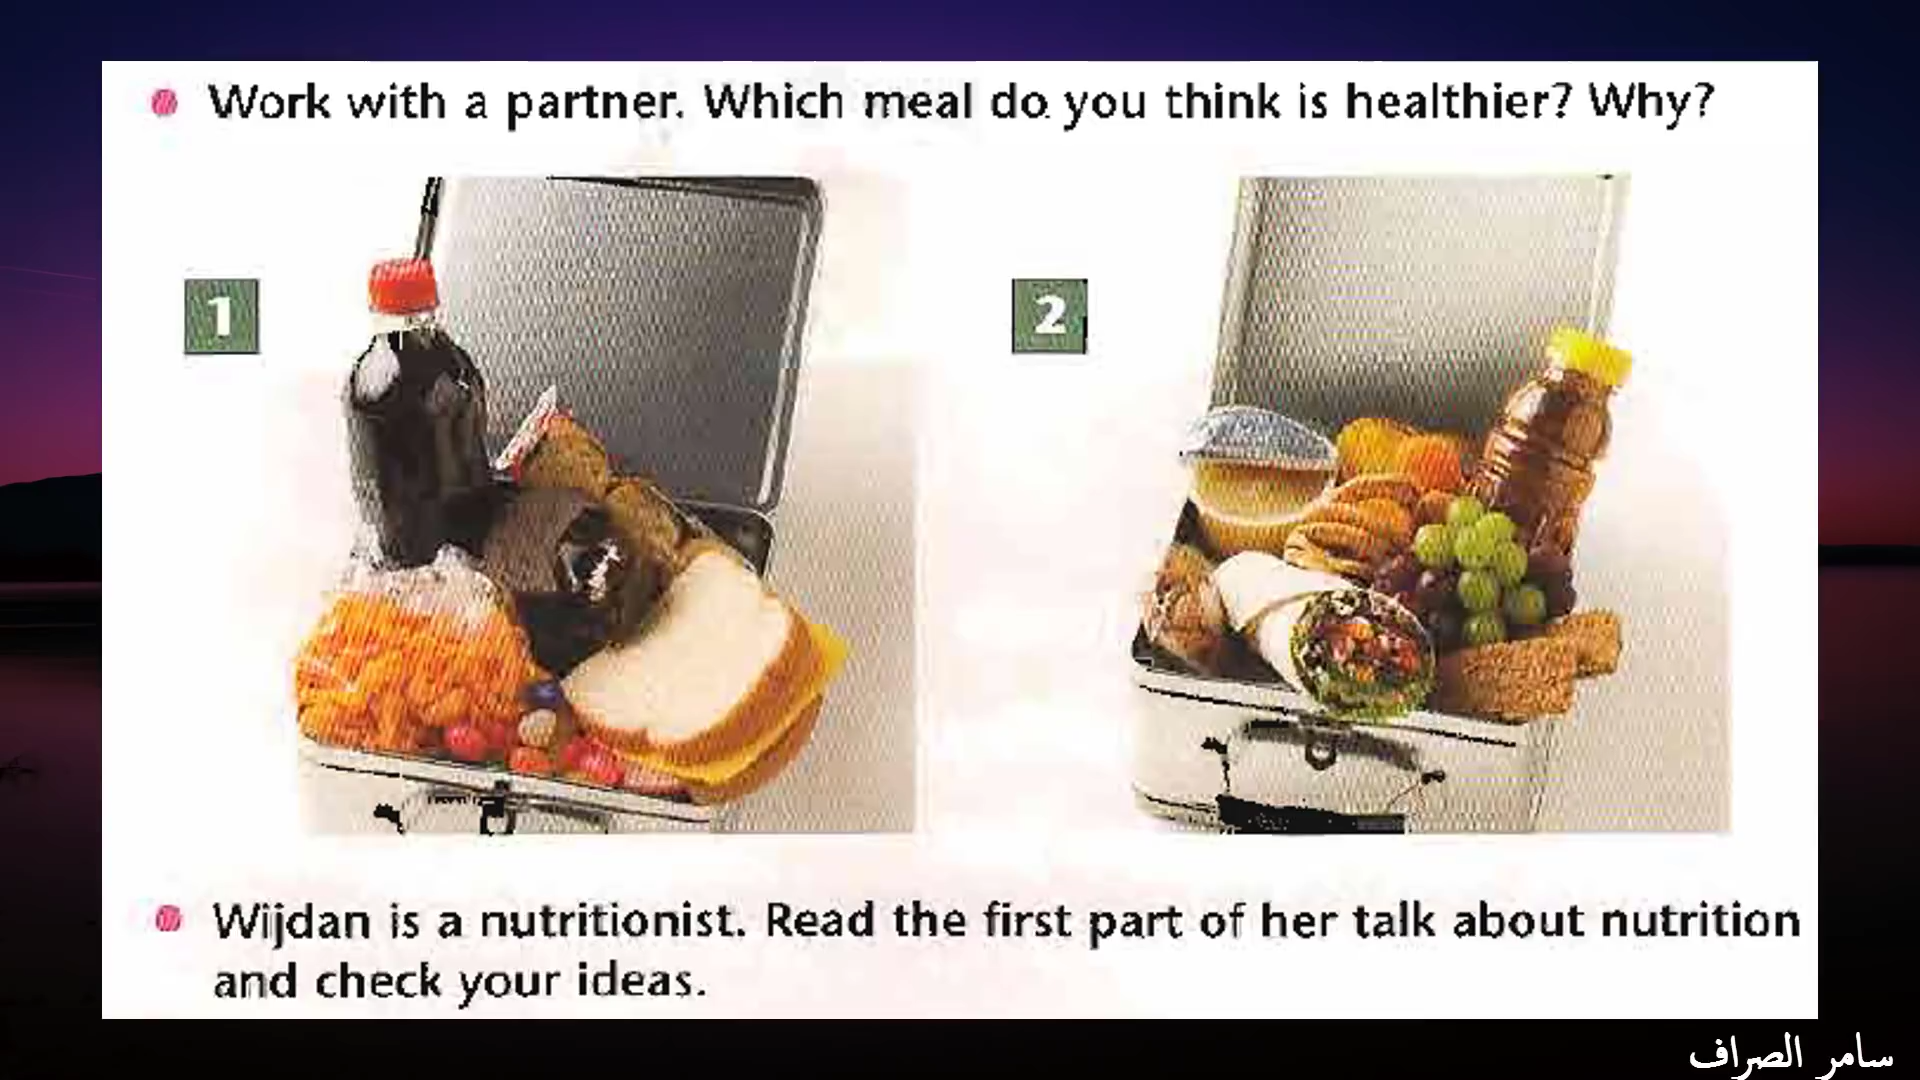 Work with a partner. Which meal do you think is healthier? Why?
1
2
Wijdan is a nutritionist. Read the first part of her talk about nutrition
and check your ideas.
سامر الصراف